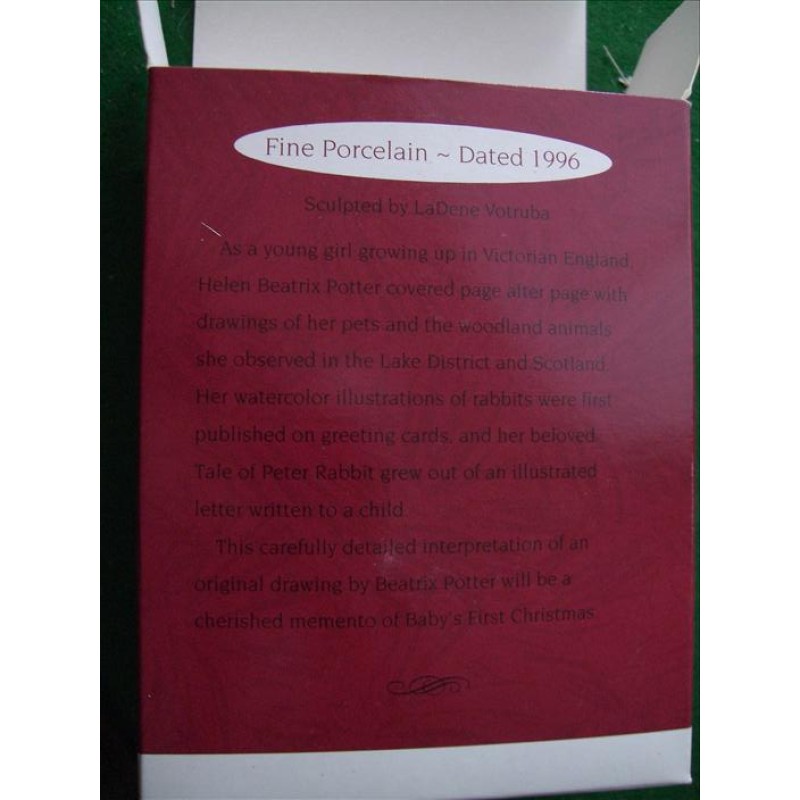 Fine Porcelain ~ Dated 1996
Sculpted by LaDene Votruba
As a young girl growing up in Victorian England,
Helen Beatrix Potter covered page after page with
drawings of her pets and the woodland animals
she observed in the Lake District and Scotland.
Her watercolor illustrations of rabbits were first
published on greeting cards, and her beloved
Tale of Peter Rabbit grew out of an illustrated
letter written to a child.
This carefully detailed interpretation of an
original drawing by Beatrix Potter will be a
cherished memento of Baby's First Christmas.